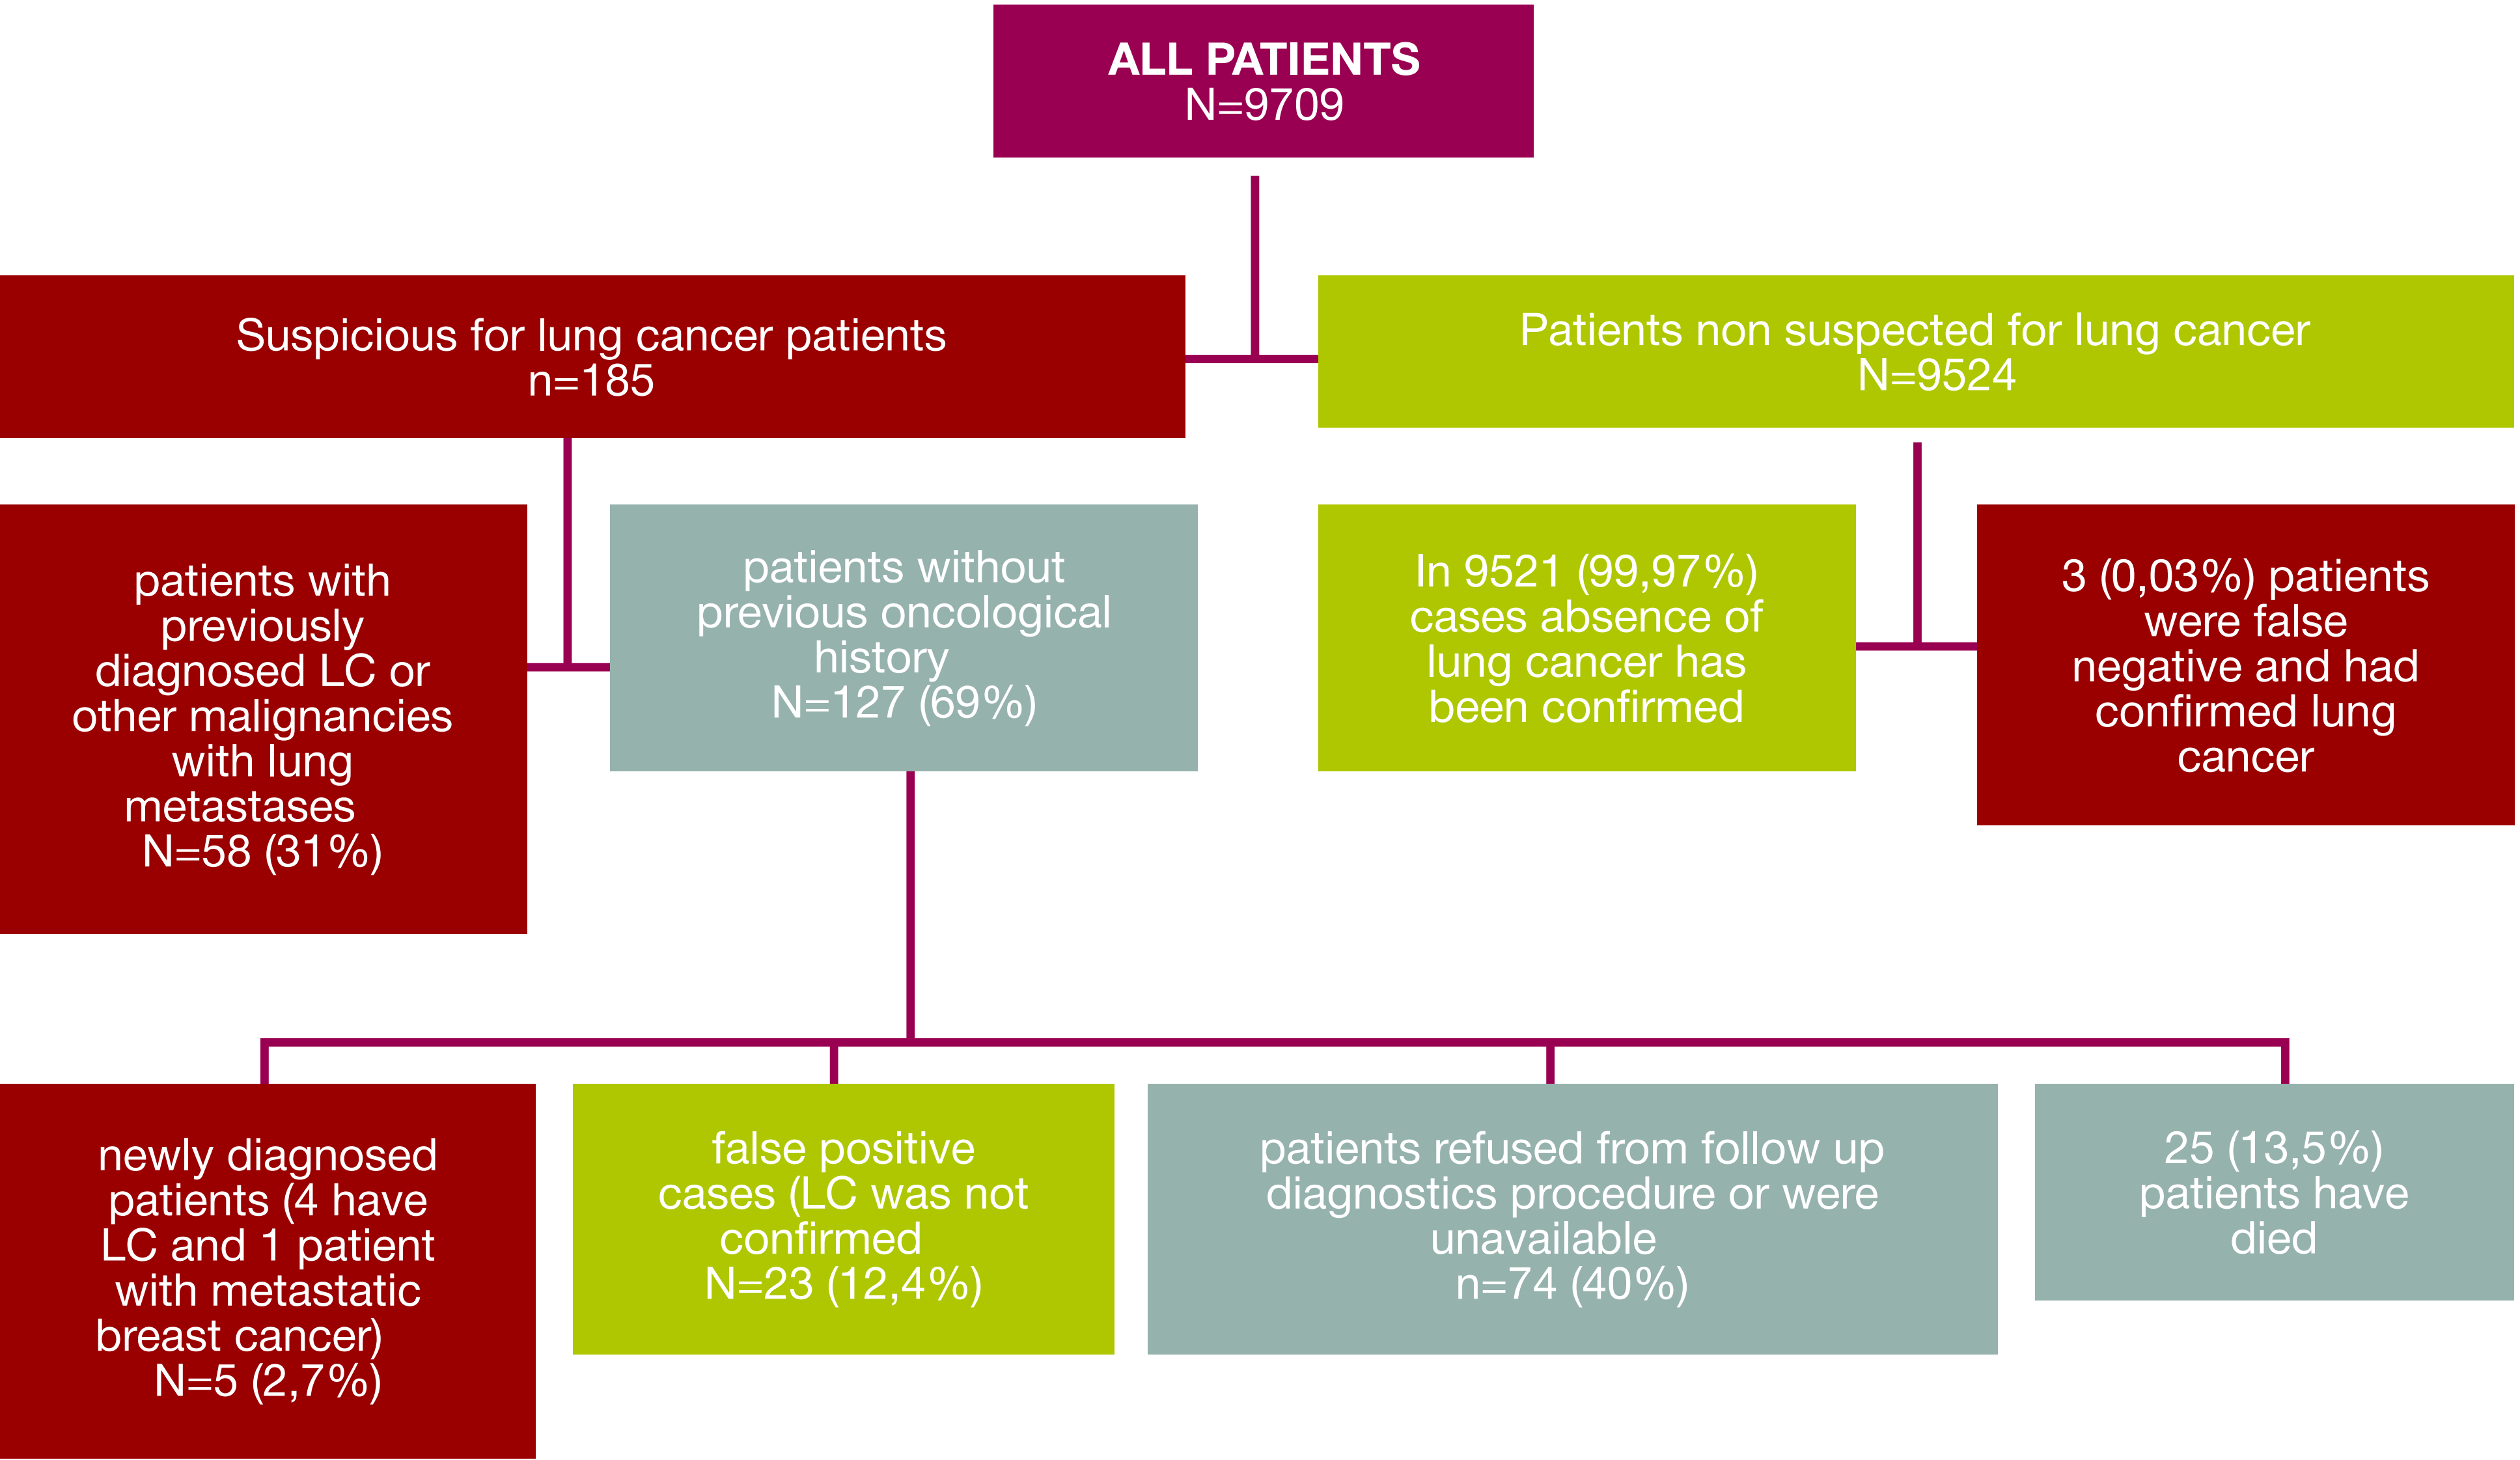 ALL PATIENTS
N=9709
Suspicious for lung cancer patients
n=185
Patients non suspected for lung cancer
N=9524
patients with
previously
diagnosed LC or
other malignancies
with lung
metastases
N=58 (31%)
patients without
previous oncological
history
N=127 (69%)
In 9521 (99,97%)
cases absence of
lung cancer has
been confirmed
3 (0,03%) patients
were false
negative and had
confirmed lung
cancer
newly diagnosed
patients (4 have
LC and 1 patient
with metastatic
breast cancer)
N=5 (2,7%)
false positive
cases (LC was not
confirmed
N=23 (12,4%)
patients refused from follow up
diagnostics procedure or were
unavailable
n=74 (40%)
25 (13,5%)
patients have
died